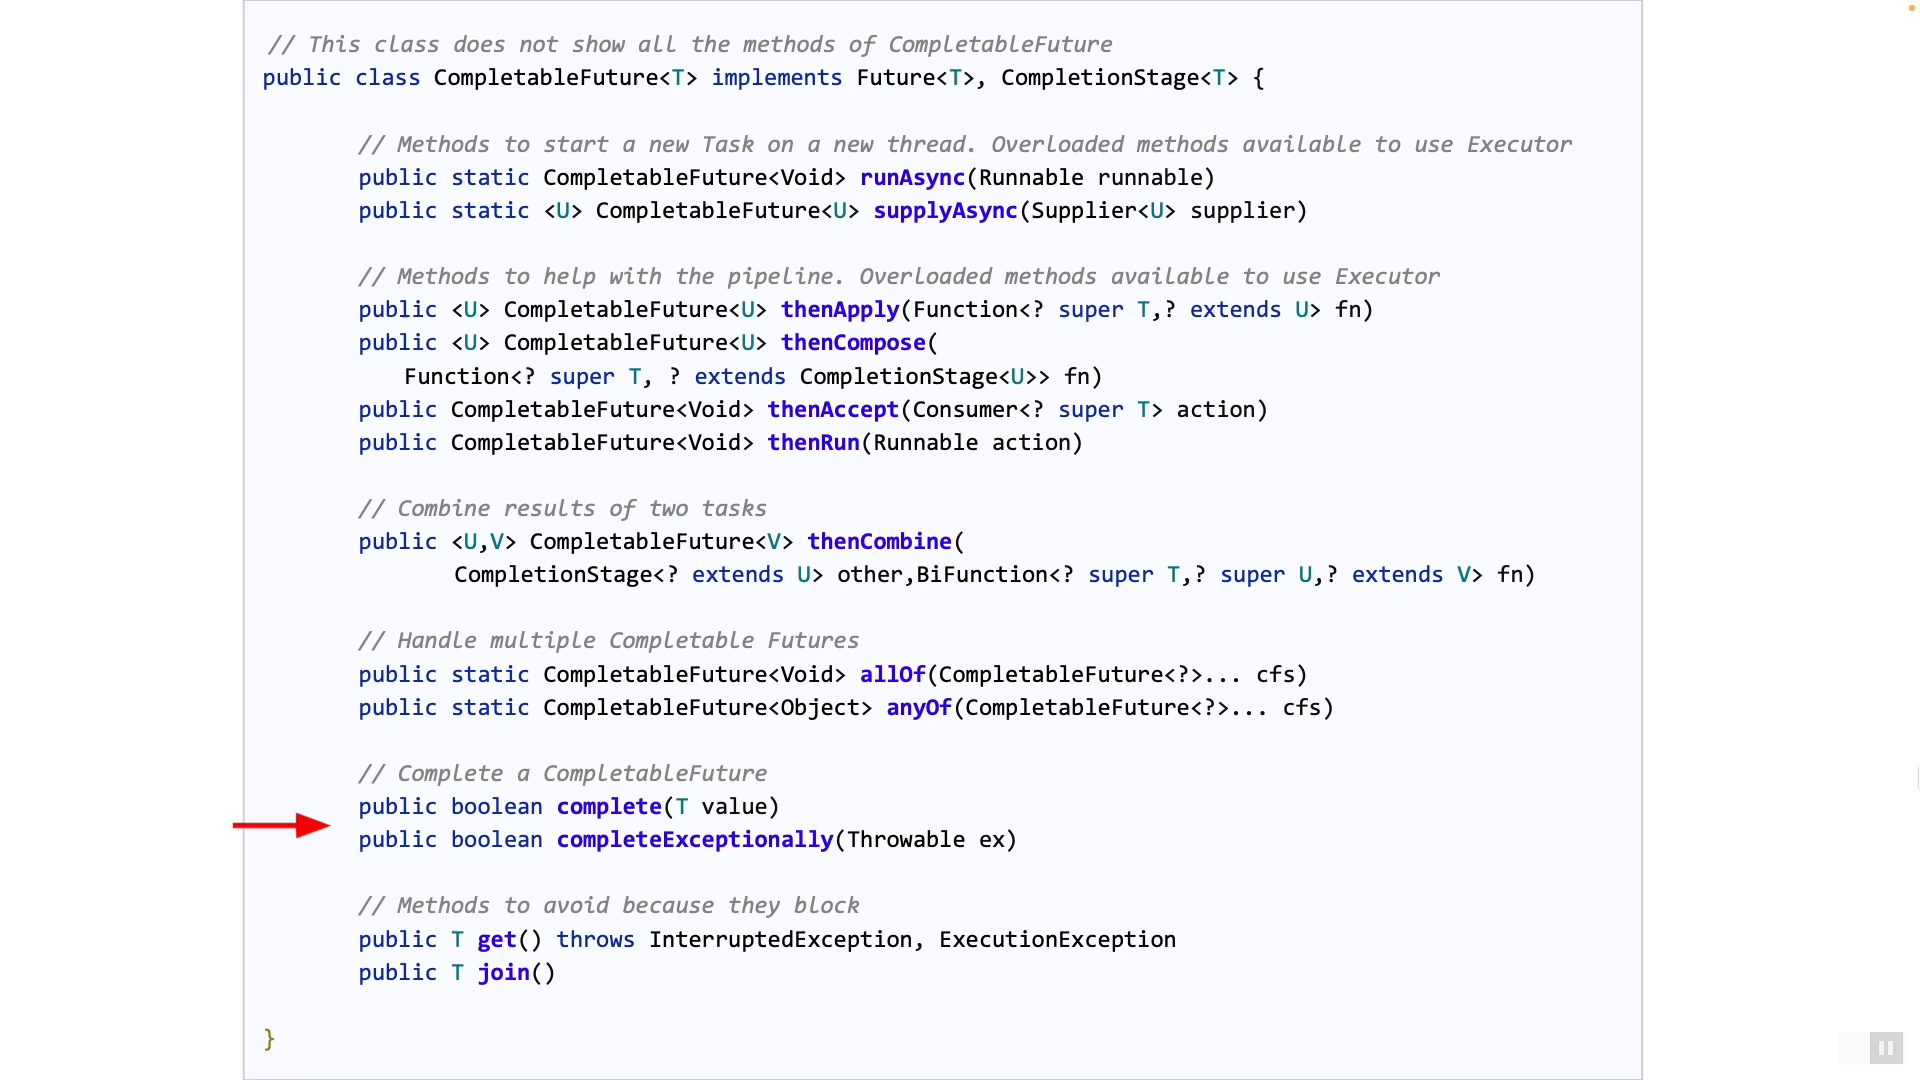 // This class does not show all the methods of CompletableFuture
public class CompletableFuture<T> implements Future<T>, CompletionStage<T> {
// Methods to start a new Task on a new thread. Overloaded methods available to use Executor
public static CompletableFuture<Void> runAsync(Runnable runnable)
public static <U> CompletableFuture<U> supplyAsync(Supplier<U> supplier)
// Methods to help with the pipeline. Overloaded methods available to use Executor
public <U> CompletableFuture<U> thenApply(Function<? super T,? extends U> fn)
public <U> CompletableFuture<U> thenCompose(
Function<? super T, ? extends CompletionStage<U>> fn)
public CompletableFuture<Void> thenAccept(Consumer<? super T> action)
public CompletableFuture<Void> thenRun(Runnable action)
// Combine results of two tasks
public <U,V> CompletableFuture<V> thenCombine(
CompletionStage<? extends U> other,BiFunction<? super T,? super U,? extends V> fn)
// Handle multiple Completable Futures
public static CompletableFuture<Void> allOf(CompletableFuture<?>... cfs)
public static CompletableFuture<Object> anyOf(CompletableFuture<?>... cfs)
// Complete a CompletableFuture
public boolean complete(T value)
public boolean completeExceptionally(Throwable ex)
// Methods to avoid because they block
public T get() throws InterruptedException, ExecutionException
public T join()
}